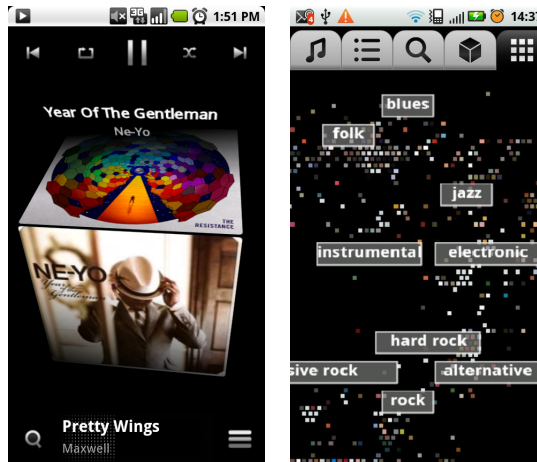 3G
1:51 PM
Year Of The Gentleman
Ne-Yo
THE
RESISTANCE
NE-YO
Year of the
Gentleman
Pretty Wings
Maxwell
14:37
blues
folk
jazz
instrumental
electronic
hard rock
sive rock
alternative
rock